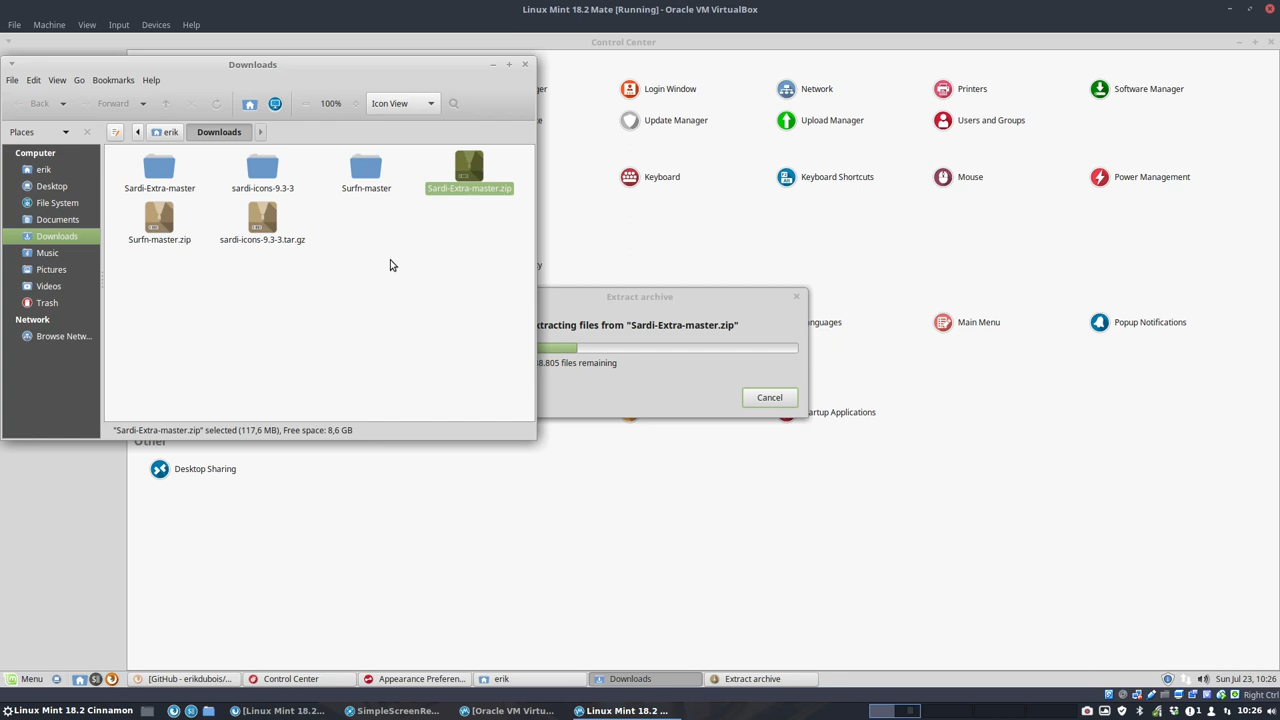 Linux Mint 18.2 Mate [Running] - Oracle VM VirtualBox
File Machine View Input Devices Help
Control Center
Downloads
File Edit View Go Bookmarks Help
Back Forward 100% Icon View
Places erik Downloads
Computer
erik
Desktop
File System
Documents
Downloads
Music
Pictures
Videos
Trash
Network
Browse Netw...
Sardi-Extra-master sardi-icons-9.3-3 Surfn-master Sardi-Extra-master.zip
Surfn-master.zip sardi-icons-9.3-3.tar.gz
"Sardi-Extra-master.zip" selected (117,6 MB), Free space: 8,6 GB
Login Window Network Printers Software Manager
Update Manager Upload Manager Users and Groups
Keyboard Keyboard Shortcuts Mouse Power Management
Main Menu Popup Notifications
Extract archive
xtracting files from "Sardi-Extra-master.zip"
8.805 files remaining
Cancel
artup Applications
Other
Desktop Sharing
Menu [GitHub - erikdubois/... Control Center Appearance Preferen... erik Downloads Extract archive Sun Jul 23, 10:26
Right Ctrl
Linux Mint 18.2 Cinnamon [Linux Mint 18.2... SimpleScreenRe... [Oracle VM Virtu... Linux Mint 18.2 ... 1 10:26